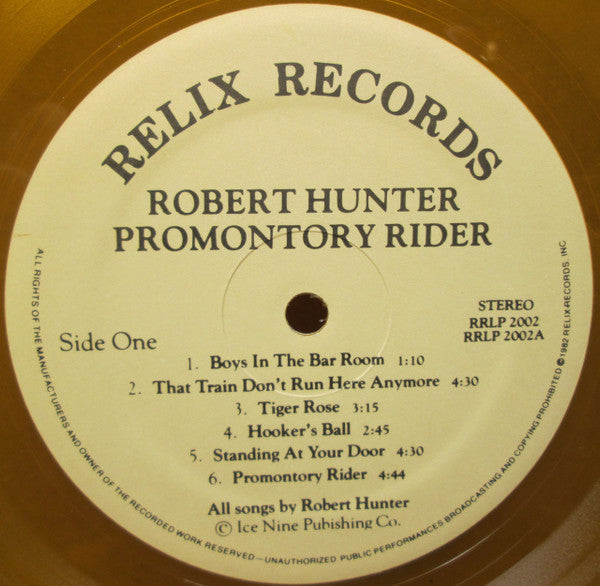 RELIX RECORDS
ROBERT HUNTER
PROMONTORY RIDER
STEREO
RRLP 2002
RRLP 2002A
Side One
1. Boys In The Bar Room 1:10
2. That Train Don't Run Here Anymore 4:30
3. Tiger Rose 3:15
4. Hooker's Ball 2:45
5. Standing At Your Door 4:30
6. Promontory Rider 4:44
All songs by Robert Hunter
© Ice Nine Pubishing Co.
ALL RIGHTS OF THE MANUFACTURERS AND OWNER OF THE RECORDED WORK RESERVED—UNAUTHORIZED PUBLIC PERFORMANCES BROADCASTING AND COPYING PROHIBITED ℗1982 RELIX-RECORDS, INC